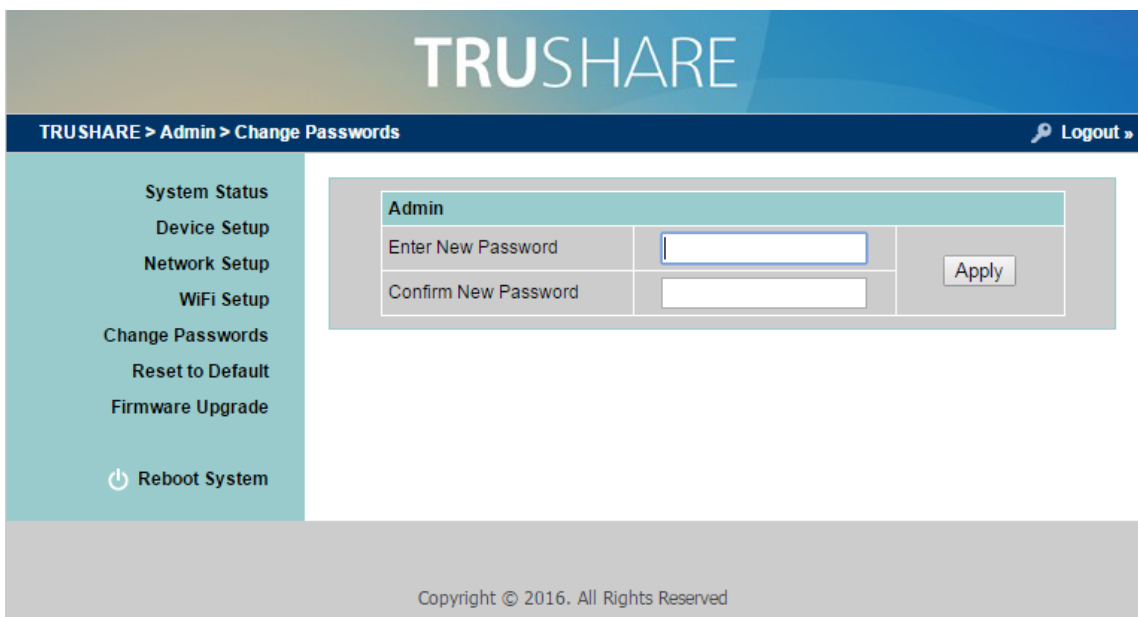 TRUSHARE
TRUSHARE > Admin > Change Passwords
Logout »
System Status
Device Setup
Network Setup
WiFi Setup
Change Passwords
Reset to Default
Firmware Upgrade
Reboot System
Admin
Enter New Password
Confirm New Password
Apply
Copyright © 2016. All Rights Reserved